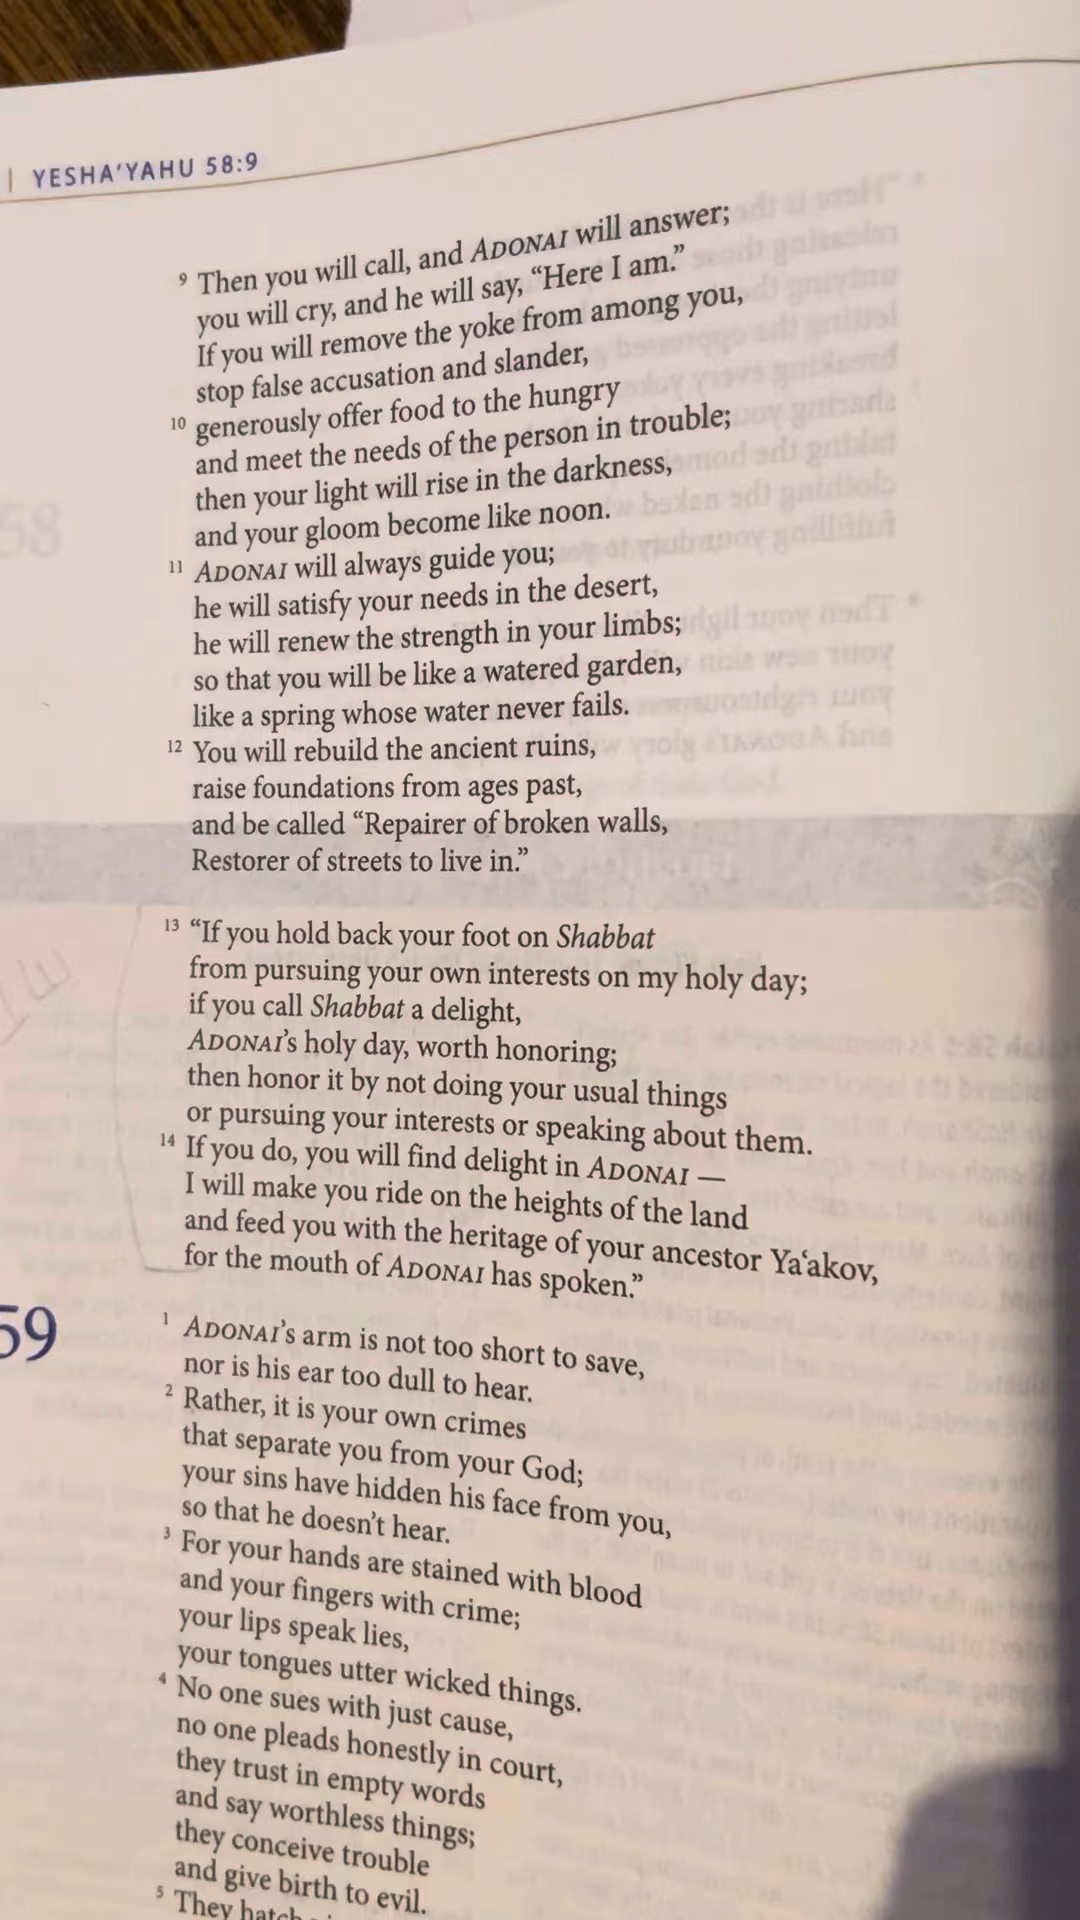 | YESHA'YAHU 58:9
9 Then you will call, and ADONAI will answer;
you will cry, and he will say, “Here I am.”
If you will remove the yoke from among you,
stop false accusation and slander,
10 generously offer food to the hungry
and meet the needs of the person in trouble;
then your light will rise in the darkness,
and your gloom become like noon.
11 ADONAI will always guide you;
he will satisfy your needs in the desert,
he will renew the strength in your limbs;
so that you will be like a watered garden,
like a spring whose water never fails.
12 You will rebuild the ancient ruins,
raise foundations from ages past,
and be called “Repairer of broken walls,
Restorer of streets to live in.”
13 “If you hold back your foot on Shabbat
from pursuing your own interests on my holy day;
if you call Shabbat a delight,
ADONAI’s holy day, worth honoring;
then honor it by not doing your usual things
or pursuing your interests or speaking about them.
14 If you do, you will find delight in ADONAI —
I will make you ride on the heights of the land
and feed you with the heritage of your ancestor Ya‘akov,
for the mouth of ADONAI has spoken.”
59
1 ADONAI’s arm is not too short to save,
nor is his ear too dull to hear.
2 Rather, it is your own crimes
that separate you from your God;
your sins have hidden his face from you,
so that he doesn’t hear.
3 For your hands are stained with blood
and your fingers with crime;
your lips speak lies,
your tongues utter wicked things.
4 No one sues with just cause,
no one pleads honestly in court,
they trust in empty words
and say worthless things;
they conceive trouble
and give birth to evil.
5 They hatch